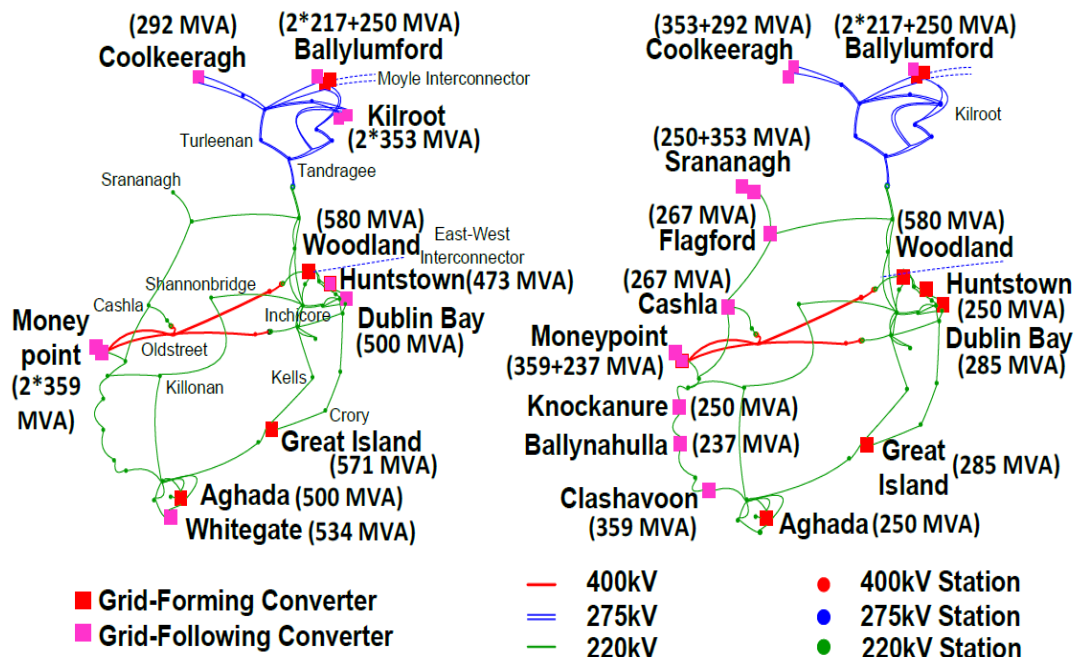 (292 MVA)
Coolkeeragh
(2*217+250 MVA)
Ballylumford
Moyle Interconnector
Kilroot
(2*353 MVA)
Turleenan
Tandragee
Srananagh
(580 MVA)
Woodland
East-West
Interconnector
Huntstown (473 MVA)
Shannonbridge
Cashla
Inchicore
Dublin Bay
(500 MVA)
Money
point
(2*359
MVA)
Oldstreet
Killonan
Kells
Crory
Great Island
(571 MVA)
Aghada (500 MVA)
Whitegate (534 MVA)
(353+292 MVA)
Coolkeeragh
(2*217+250 MVA)
Ballylumford
Kilroot
(250+353 MVA)
Srananagh
(267 MVA)
Flagford
(580 MVA)
Woodland
(267 MVA)
Cashla
Huntstown
(250 MVA)
Dublin Bay
(285 MVA)
Moneypoint
(359+237 MVA)
Knockanure (250 MVA)
Ballynahulla (237 MVA)
Great
Island
(285 MVA)
Clashavoon
(359 MVA)
Aghada (250 MVA)
Grid-Forming Converter
Grid-Following Converter
400kV
275kV
220kV
400kV Station
275kV Station
220kV Station